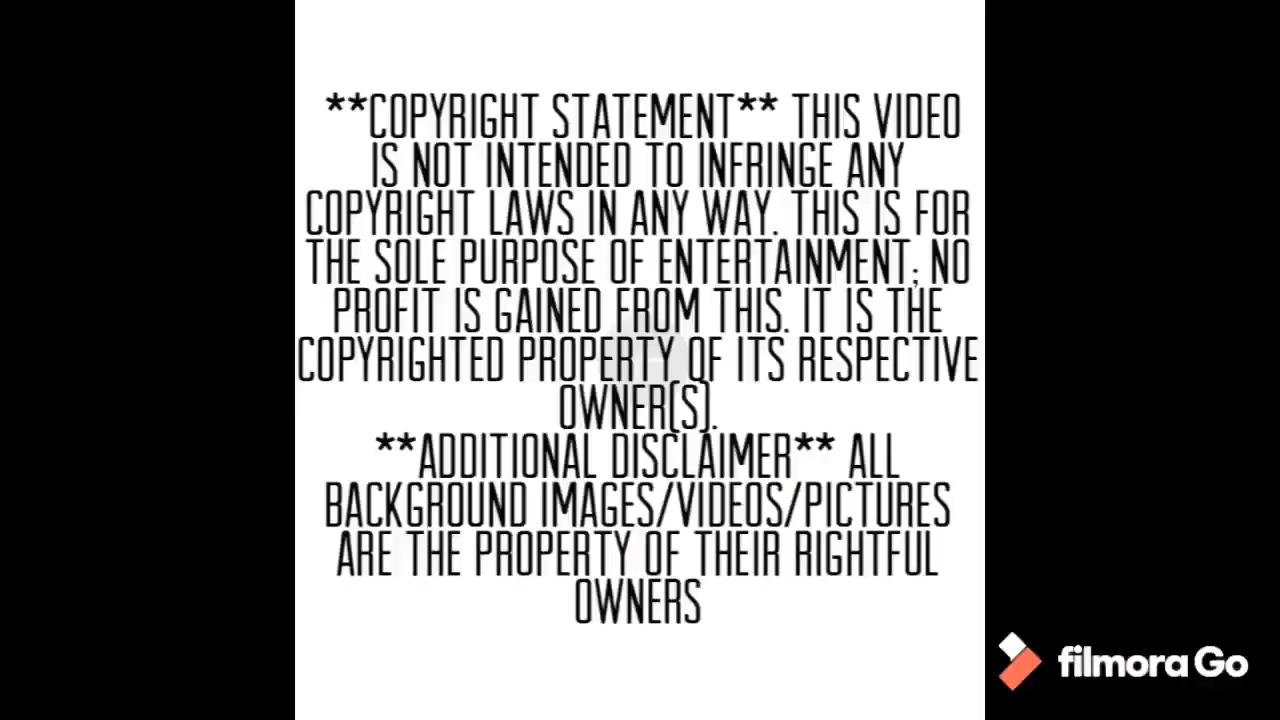 **COPYRIGHT STATEMENT** THIS VIDEO
IS NOT INTENDED TO INFRINGE ANY
COPYRIGHT LAWS IN ANY WAY. THIS IS FOR
THE SOLE PURPOSE OF ENTERTAINMENT; NO
PROFIT IS GAINED FROM THIS. IT IS THE
COPYRIGHTED PROPERTY OF ITS RESPECTIVE
OWNER(S).
**ADDITIONAL DISCLAIMER** ALL
BACKGROUND IMAGES/VIDEOS/PICTURES
ARE THE PROPERTY OF THEIR RIGHTFUL
OWNERS
filmora Go